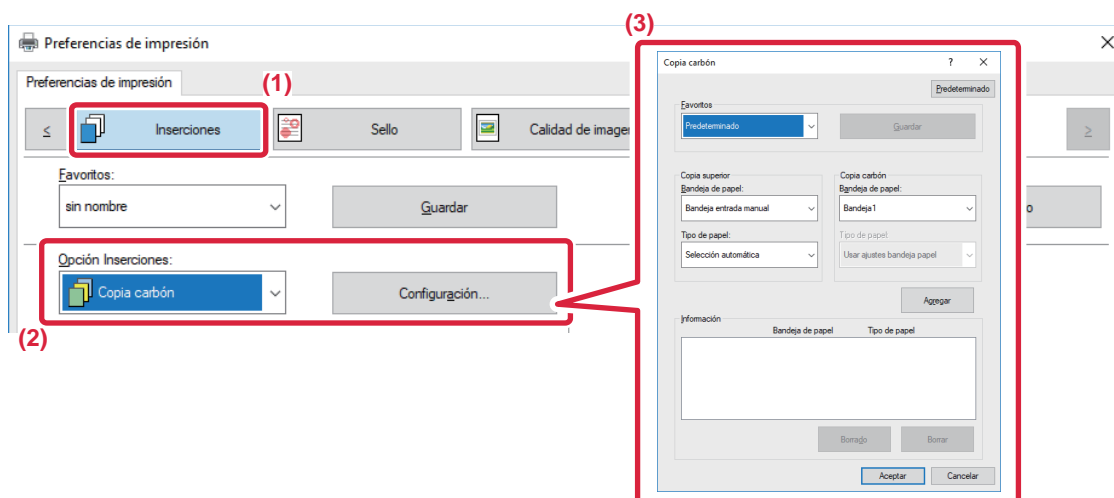 Preferencias de impresión
Preferencias de impresión
(1)
<
Inserciones
Sello
Calidad de imagen
>
Favoritos:
sin nombre
Guardar
Opción Inserciones:
Copia carbón
Configuración...
(2)
(3)
Copia carbón
?
Predeterminado
Favoritos
Predeterminado
Guardar
Copia superior
Bandeja de papel:
Bandeja entrada manual
Tipo de papel:
Selección automática
Copia carbón
Bandeja de papel:
Bandeja1
Tipo de papel:
Usar ajustes bandeja papel
Agregar
Información
Bandeja de papel Tipo de papel
Borrado
Borrar
Aceptar
Cancelar
o